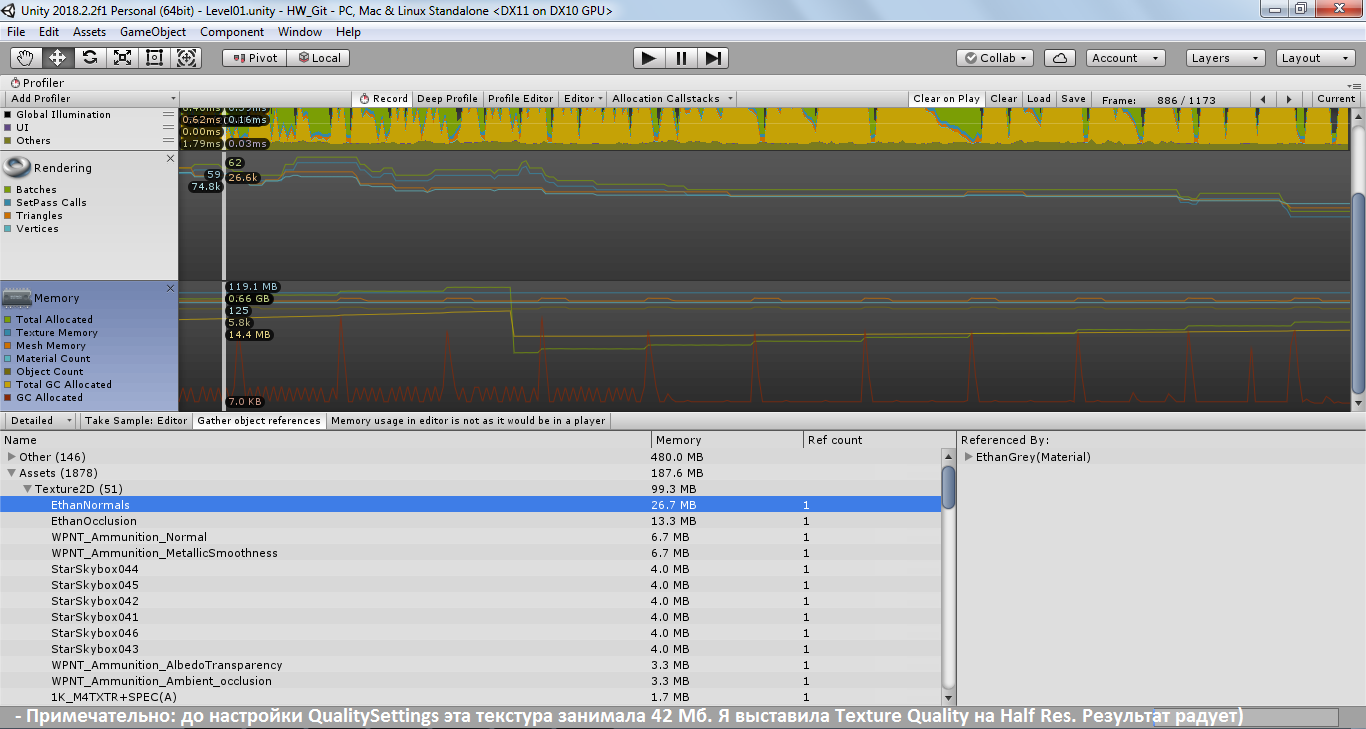 Unity 2018.2.2f1 Personal (64bit) - Level01.unity - HW_Git - PC, Mac & Linux Standalone <DX11 on DX10 GPU>
File Edit Assets GameObject Component Window Help
Pivot Local Collab Account Layers Layout
Profiler
Add Profiler Record Deep Profile Profile Editor Editor Allocation Callstacks Clear on Play Clear Load Save Frame: 886 / 1173 Current
Global Illumination
UI
Others
0.62ms 0.16ms
0.00ms
1.79ms 0.03ms
Rendering
Batches
SetPass Calls
Triangles
Vertices
62
59
26.6k
74.8k
Memory
Total Allocated
Texture Memory
Mesh Memory
Material Count
Object Count
Total GC Allocated
GC Allocated
119.1 MB
0.66 GB
125
5.8k
14.4 MB
7.0 KB
Detailed Take Sample: Editor Gather object references Memory usage in editor is not as it would be in a player
Name Memory Ref count Referenced By:
Other (146) 480.0 MB EthanGrey(Material)
Assets (1878) 187.6 MB
Texture2D (51) 99.3 MB
EthanNormals 26.7 MB 1
EthanOcclusion 13.3 MB 1
WPNT_Ammunition_Normal 6.7 MB 1
WPNT_Ammunition_MetallicSmoothness 6.7 MB 1
StarSkybox044 4.0 MB 1
StarSkybox045 4.0 MB 1
StarSkybox042 4.0 MB 1
StarSkybox041 4.0 MB 1
StarSkybox046 4.0 MB 1
StarSkybox043 4.0 MB 1
WPNT_Ammunition_AlbedoTransparency 3.3 MB 1
WPNT_Ammunition_Ambient_occlusion 3.3 MB 1
1K_M4TXTR+SPEC(A) 1.7 MB 1
- Примечательно: до настройки QualitySettings эта текстура занимала 42 Мб. Я выставила Texture Quality на Half Res. Результат радует)